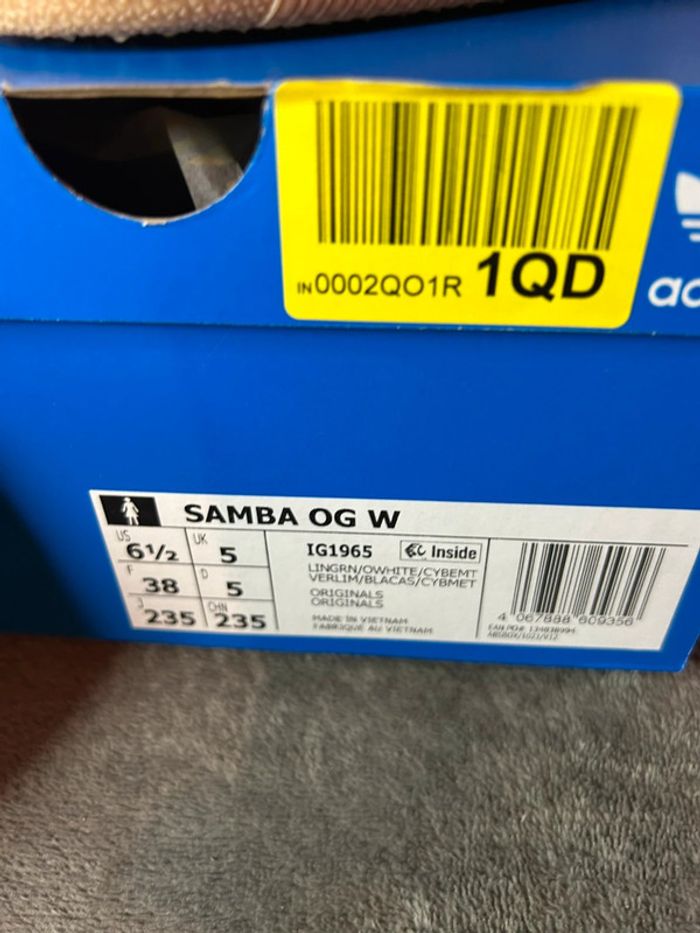 IN0002QO1R 1QD
SAMBA OG W
US 6½ UK 5
F 38 D 5
J 235 CHN 235
IG1965
Inside
LINGRN/OWHITE/CYBEMT
VERLIM/BLACAS/CYBMET
ORIGINALS
ORIGINALS
MADE IN VIETNAM
FABRIQUE AU VIETNAM
4 067888 609356